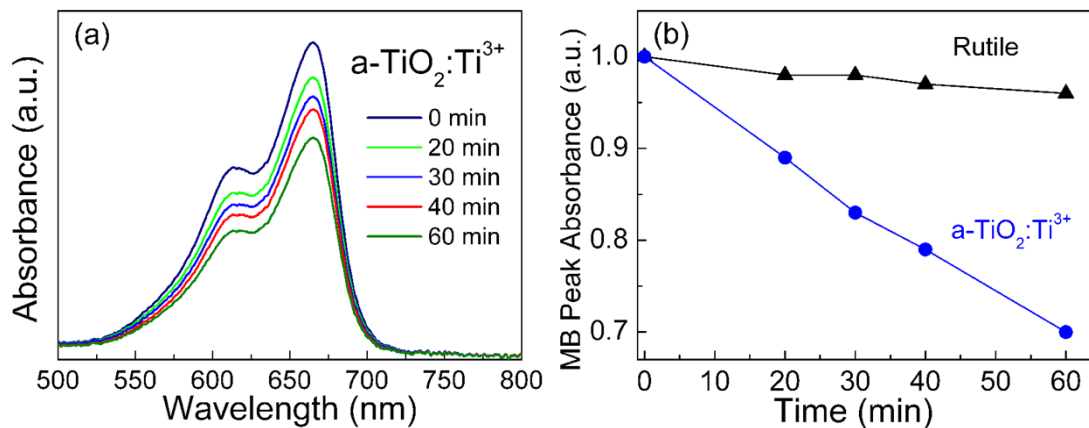 (a)
a-TiO₂:Ti³⁺
0 min
20 min
30 min
40 min
60 min
Absorbance (a.u.)
500 550 600 650 700 750 800
Wavelength (nm)
(b)
Rutile
a-TiO₂:Ti³⁺
MB Peak Absorbance (a.u.)
1.0
0.9
0.8
0.7
0 10 20 30 40 50 60
Time (min)